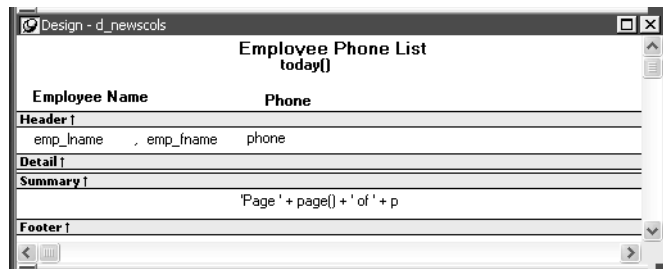 Design - d_newscols
Employee Phone List
today()
Employee Name Phone
Header ↑
emp_lname , emp_fname phone
Detail ↑
Summary ↑
'Page ' + page() + ' of ' + p
Footer ↑